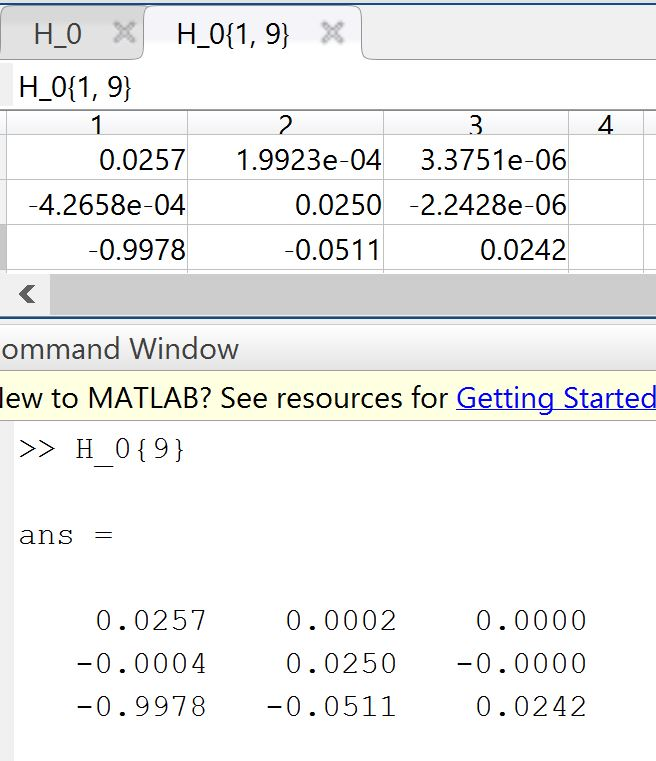 H_0 H_0{1, 9}
H_0{1, 9}
1 2 3 4
0.0257 1.9923e-04 3.3751e-06
-4.2658e-04 0.0250 -2.2428e-06
-0.9978 -0.0511 0.0242
ommand Window
ew to MATLAB? See resources for Getting Started
>> H_0{9}
ans =
0.0257 0.0002 0.0000
-0.0004 0.0250 -0.0000
-0.9978 -0.0511 0.0242